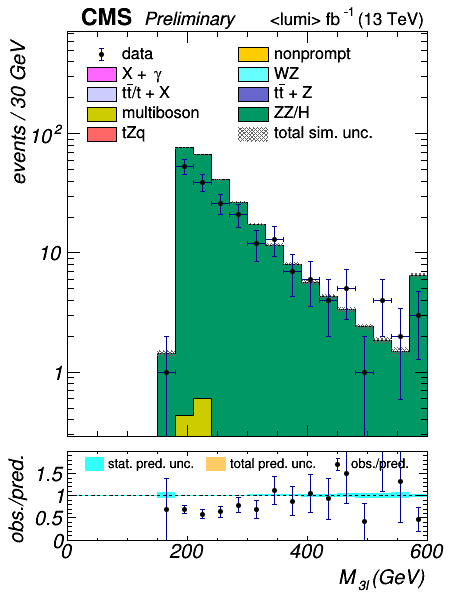 CMS Preliminary <lumi> fb⁻¹ (13 TeV)
events / 30 GeV
data
nonprompt
X + γ
WZ
tt̄/t + X
tt̄ + Z
multiboson
ZZ/H
tZq
total sim. unc.
10²
10
1
obs./pred.
stat. pred. unc.
total pred. unc.
obs./pred.
1.5
1
0.5
0
0 200 400 600
M₃ₗ (GeV)